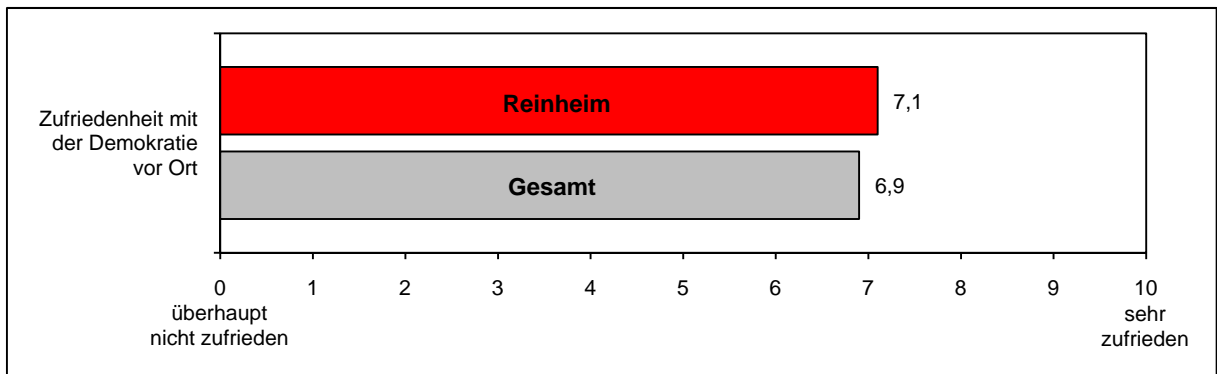 Zufriedenheit mit
der Demokratie
vor Ort
Reinheim
7,1
Gesamt
6,9
0 1 2 3 4 5 6 7 8 9 10
überhaupt
nicht zufrieden
sehr
zufrieden